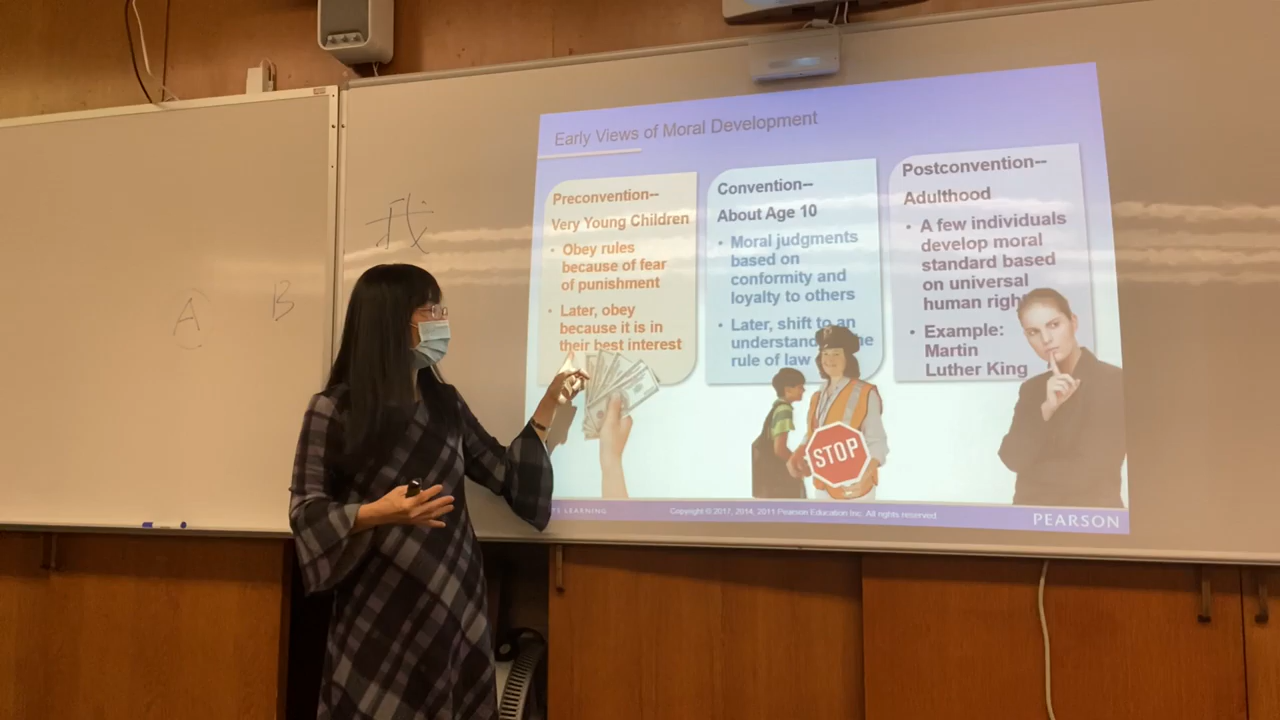 我
A B
Early Views of Moral Development
Preconvention--
Very Young Children
• Obey rules
because of fear
of punishment
• Later, obey
because it is in
their best interest
Convention--
About Age 10
• Moral judgments
based on
conformity and
loyalty to others
• Later, shift to an
rule of law
Postconvention--
Adulthood
• A few individuals
develop moral
standard based
on universal
human
• Example:
Martin
Luther King
STOP
LEARNING
Copyright © 2017, 2014, 2011 Pearson Education Inc. All rights reserved.
PEARSON